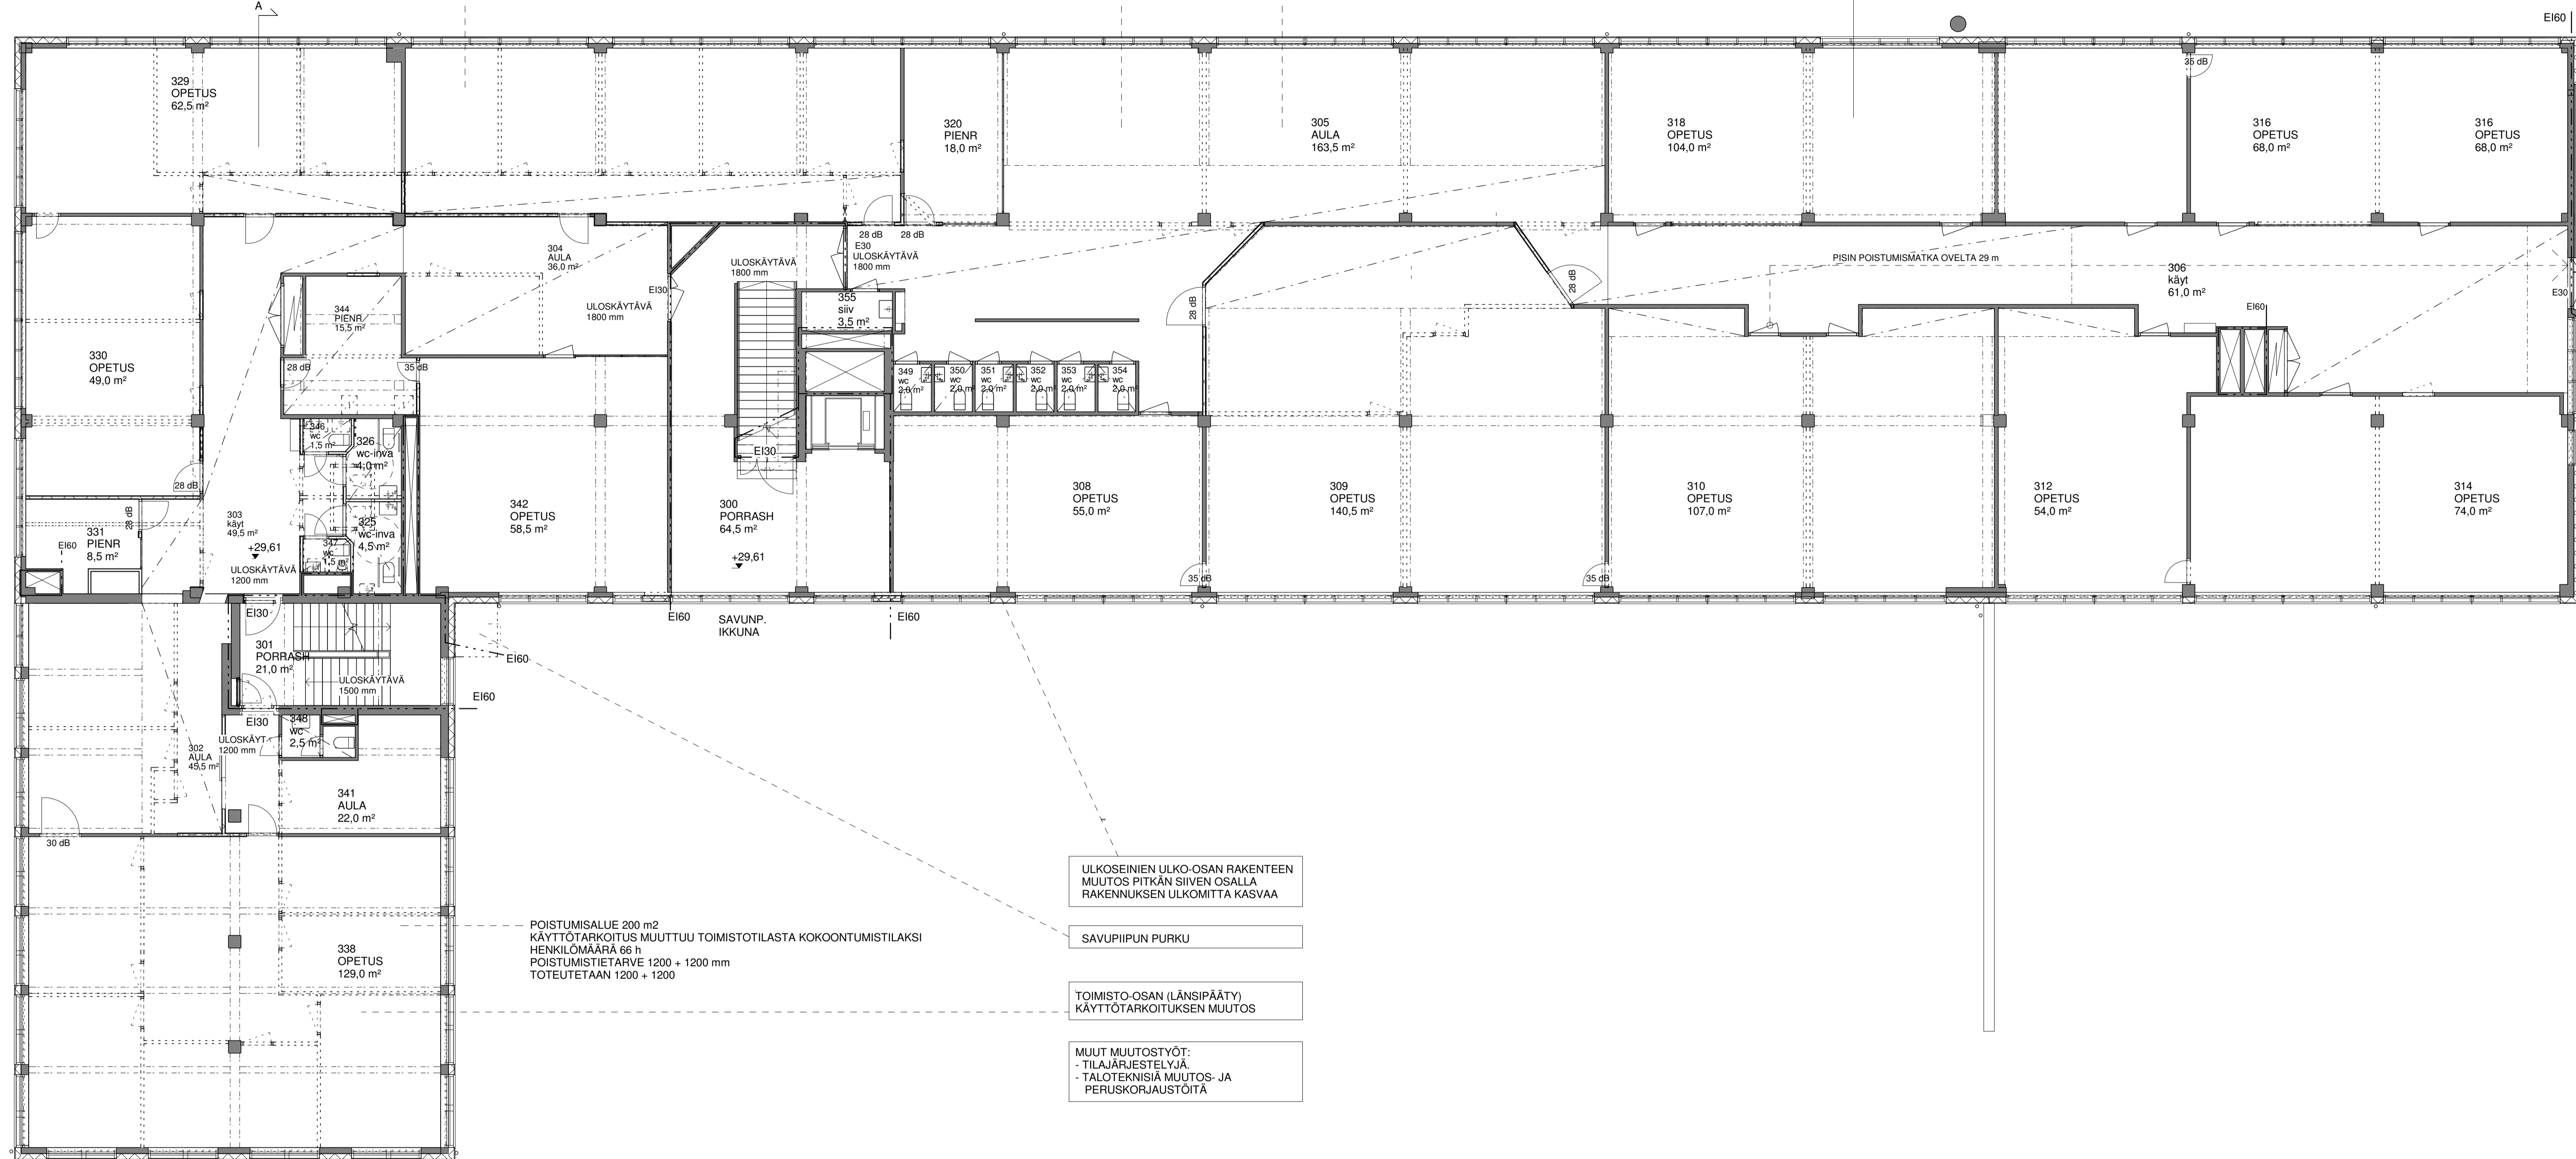 A
EI60
329
OPETUS
62,5 m²
320
PIENR
18,0 m²
305
AULA
163,5 m²
318
OPETUS
104,0 m²
35 dB
316
OPETUS
68,0 m²
316
OPETUS
68,0 m²
304
AULA
36,0 m²
ULOSKÄYTÄVÄ
1800 mm
EI30
ULOSKÄYTÄVÄ
1800 mm
28 dB
28 dB
E30
ULOSKÄYTÄVÄ
1800 mm
355
siiv
3,5 m²
28 dB
28 dB
PISIN POISTUMISMATKA OVELTA 29 m
306
käyt
61,0 m²
EI60
E30
344
PIENR
15,5 m²
330
OPETUS
49,0 m²
28 dB
35 dB
349
wc
2,0 m²
350
wc
2,0 m²
351
wc
2,0 m²
352
wc
2,0 m²
353
wc
2,0 m²
354
wc
2,0 m²
346
wc
1,5 m²
326
wc-inva
4,0 m²
EI30
28 dB
28 dB
331
PIENR
8,5 m²
EI60
303
käyt
49,5 m²
+29,61
ULOSKÄYTÄVÄ
1200 mm
325
wc-inva
4,5 m²
347
wc
1,5 m²
342
OPETUS
58,5 m²
300
PORRASH
64,5 m²
+29,61
308
OPETUS
55,0 m²
309
OPETUS
140,5 m²
310
OPETUS
107,0 m²
312
OPETUS
54,0 m²
314
OPETUS
74,0 m²
35 dB
35 dB
EI60
SAVUNP.
IKKUNA
EI60
EI30
301
PORRASH
21,0 m²
ULOSKÄYTÄVÄ
1500 mm
EI60
EI60
EI30
348
wc
2,5 m²
302
AULA
45,5 m²
ULOSKÄYT
1200 mm
341
AULA
22,0 m²
30 dB
338
OPETUS
129,0 m²
POISTUMISALUE 200 m2
KÄYTTÖTARKOITUS MUUTTUU TOIMISTOTILASTA KOKOONTUMISTILAKSI
HENKILÖMÄÄRÄ 66 h
POISTUMISTIETARVE 1200 + 1200 mm
TOTEUTETAAN 1200 + 1200
ULKOSEINIEN ULKO-OSAN RAKENTEEN
MUUTOS PITKÄN SIIVEN OSALLA
RAKENNUKSEN ULKOMITTA KASVAA
SAVUPIIPUN PURKU
TOIMISTO-OSAN (LÄNSIPÄÄTY)
KÄYTTÖTARKOITUKSEN MUUTOS
MUUT MUUTOSTYÖT:
- TILAJÄRJESTELYJÄ.
- TALOTEKNISIÄ MUUTOS- JA
PERUSKORJAUSTÖITÄ